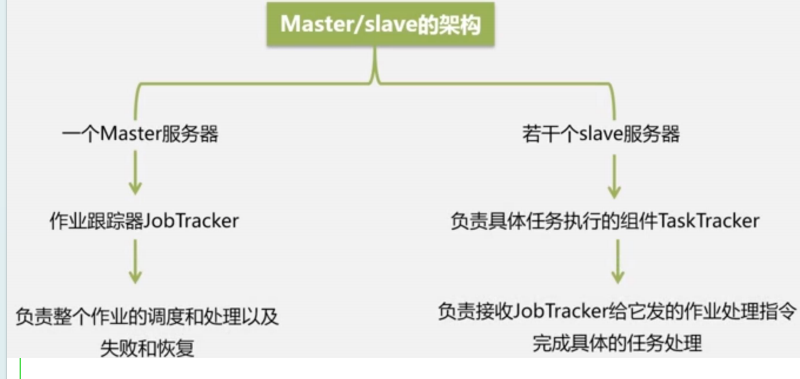 Master/slave的架构
一个Master服务器
若干个slave服务器
作业跟踪器JobTracker
负责具体任务执行的组件TaskTracker
负责整个作业的调度和处理以及
失败和恢复
负责接收JobTracker给它发的作业处理指令
完成具体的任务处理